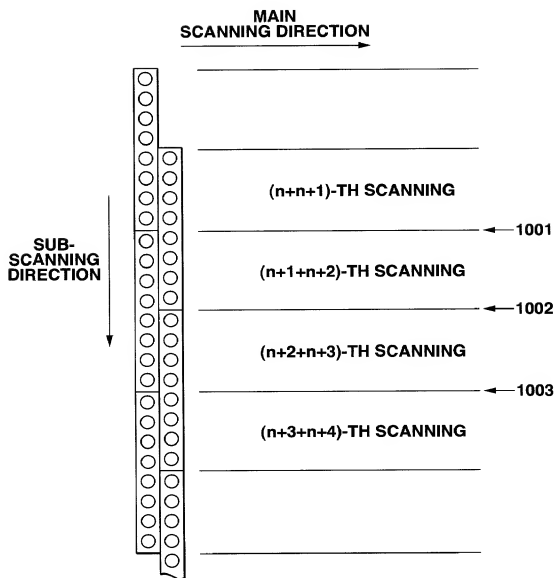 MAIN
SCANNING DIRECTION
(n+n+1)-TH SCANNING
1001
SUB-
SCANNING
DIRECTION
(n+1+n+2)-TH SCANNING
1002
(n+2+n+3)-TH SCANNING
1003
(n+3+n+4)-TH SCANNING